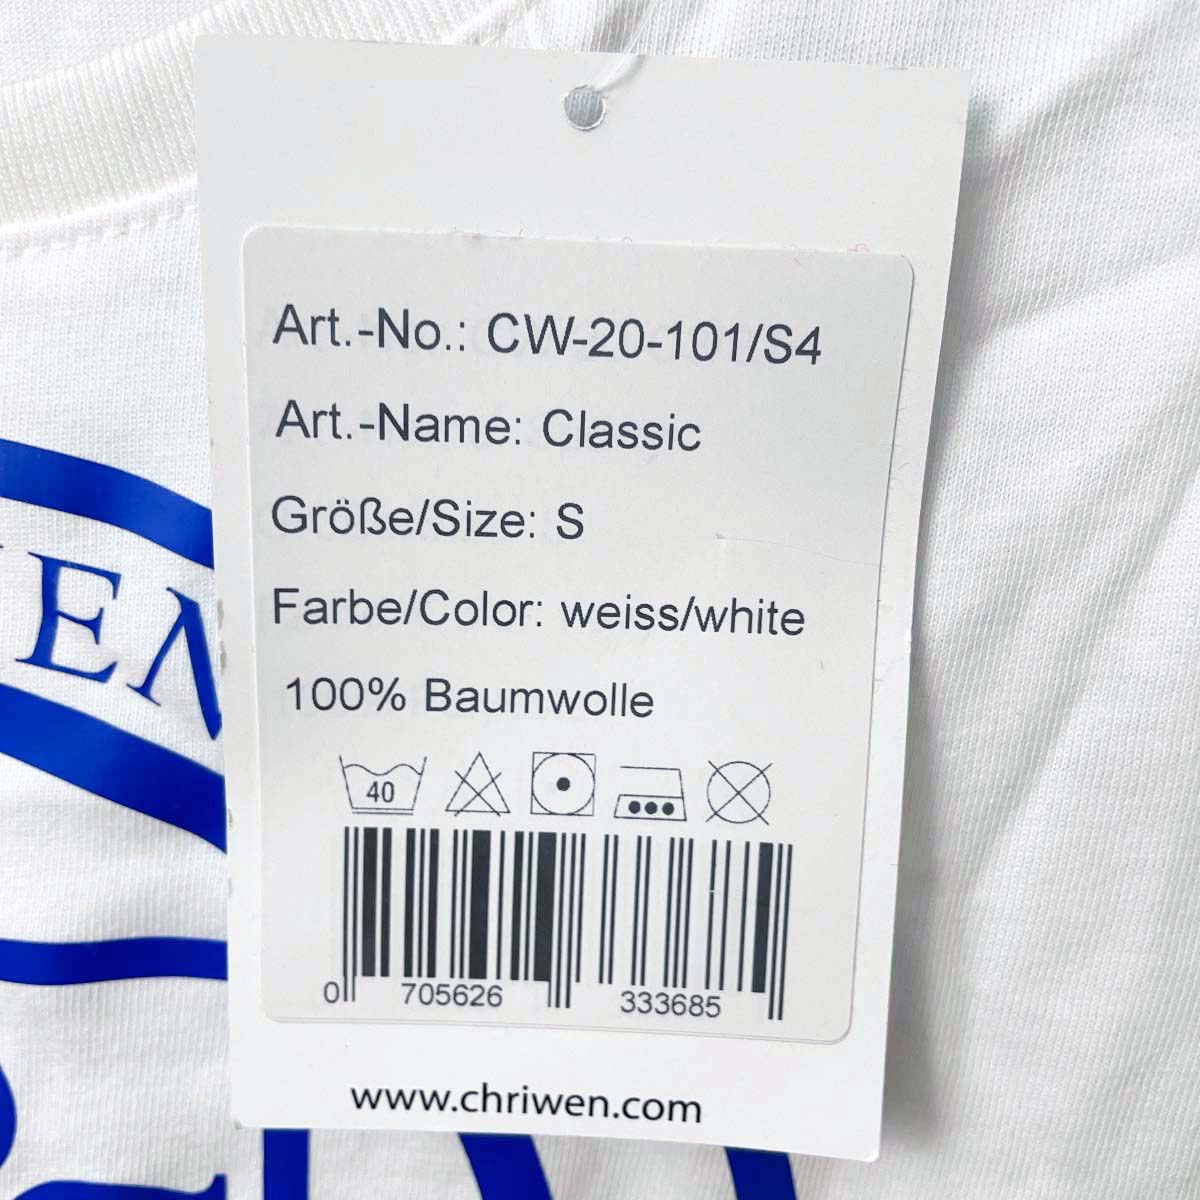 Art.-No.: CW-20-101/S4
Art.-Name: Classic
Größe/Size: S
Farbe/Color: weiss/white
100% Baumwolle
40
0 705626 333685
www.chriwen.com